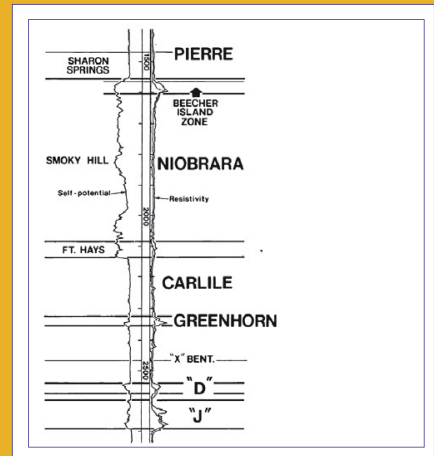 PIERRE
SHARON
SPRINGS
1500
BEECHER
ISLAND
ZONE
SMOKY HILL
NIOBRARA
Self-potential
Resistivity
2000
FT. HAYS
CARLILE
GREENHORN
"X" BENT.
2500
"D"
"J"